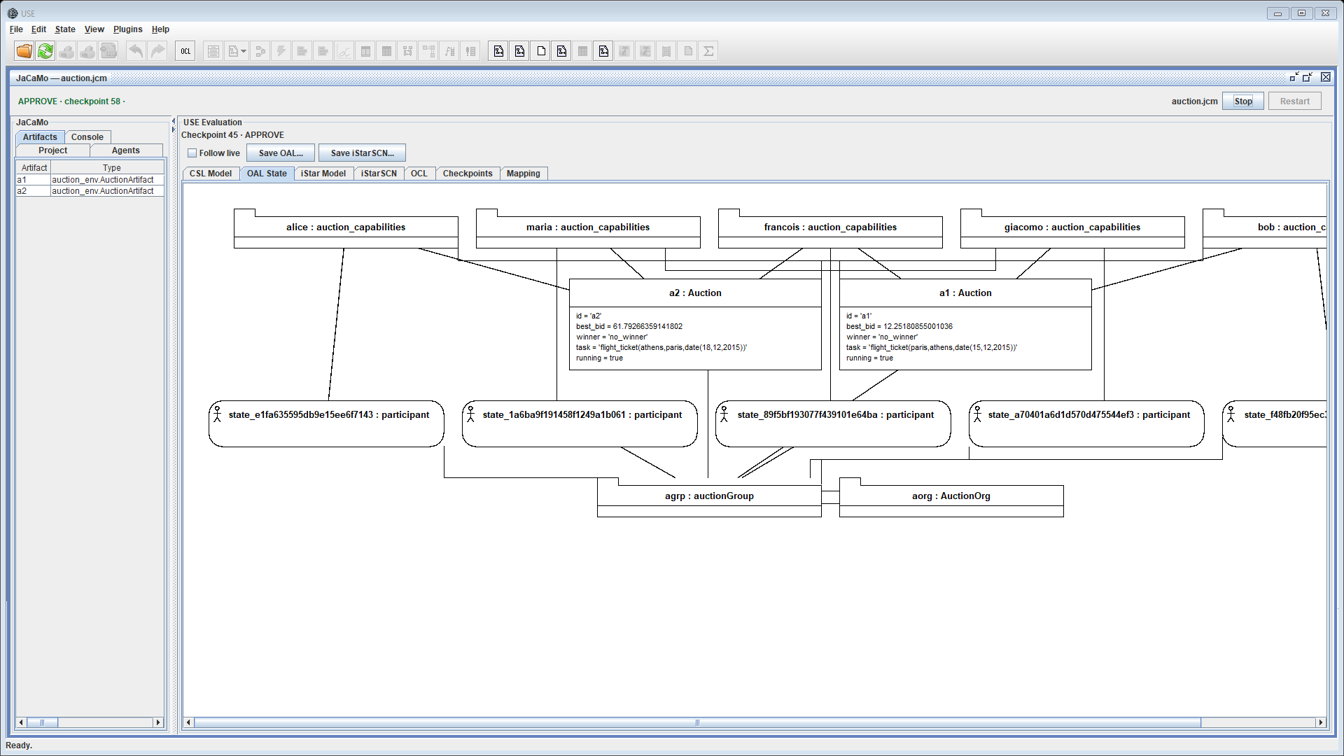 USE
File Edit State View Plugins Help
OCL
JaCaMo — auction.jcm
APPROVE · checkpoint 58 ·
auction.jcm Stop Restart
JaCaMo
Artifacts Console
Project Agents
Artifact Type
a1 auction_env.AuctionArtifact
a2 auction_env.AuctionArtifact
USE Evaluation
Checkpoint 45 · APPROVE
Follow live Save OAL... Save iStarSCN...
CSL Model OAL State iStar Model iStarSCN OCL Checkpoints Mapping
alice : auction_capabilities maria : auction_capabilities francois : auction_capabilities giacomo : auction_capabilities bob : auction_c
a2 : Auction
id = 'a2'
best_bid = 61.79266359141802
winner = 'no_winner'
task = 'flight_ticket(athens,paris,date(18,12,2015))'
running = true
a1 : Auction
id = 'a1'
best_bid = 12.25180855001036
winner = 'no_winner'
task = 'flight_ticket(paris,athens,date(15,12,2015))'
running = true
state_e1fa635595db9e15ee6f7143 : participant state_1a6ba9f191458f1249a1b061 : participant state_89f5bf193077f439101e64ba : participant state_a70401a6d1d570d475544ef3 : participant state_f48fb20f95ec3
agrp : auctionGroup aorg : AuctionOrg
Ready.